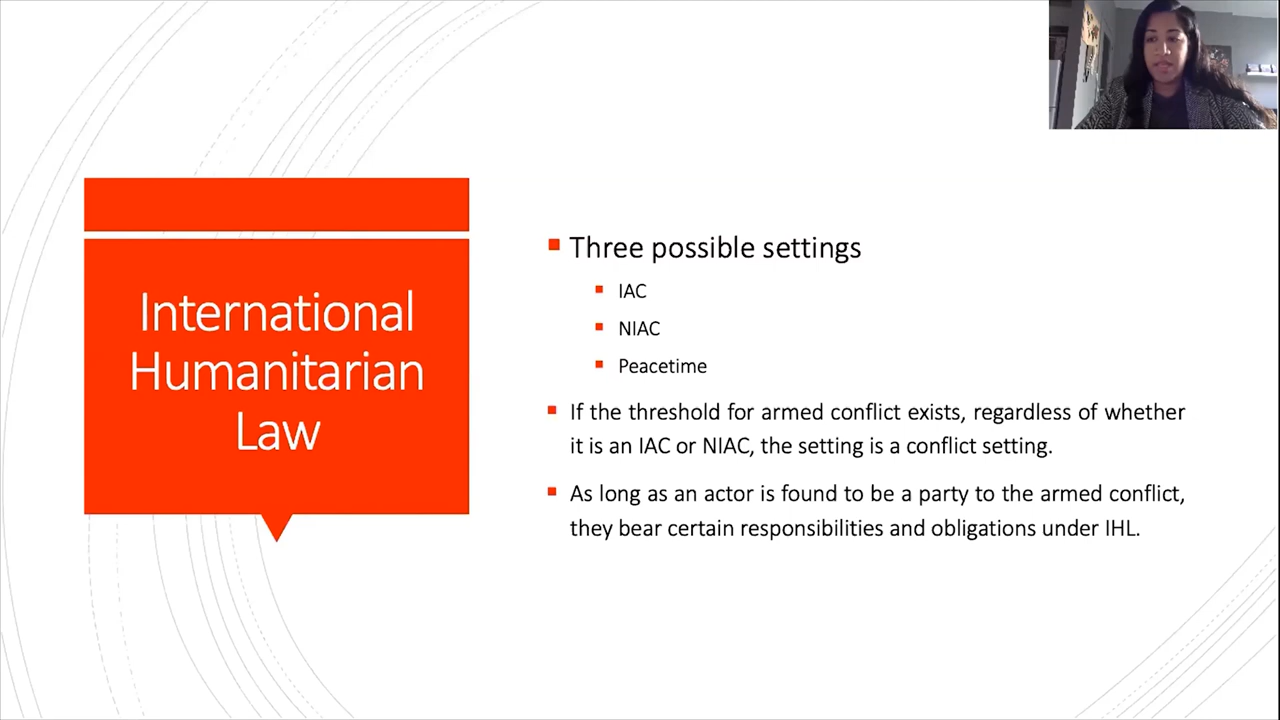 International
Humanitarian
Law
Three possible settings
IAC
NIAC
Peacetime
If the threshold for armed conflict exists, regardless of whether
it is an IAC or NIAC, the setting is a conflict setting.
As long as an actor is found to be a party to the armed conflict,
they bear certain responsibilities and obligations under IHL.